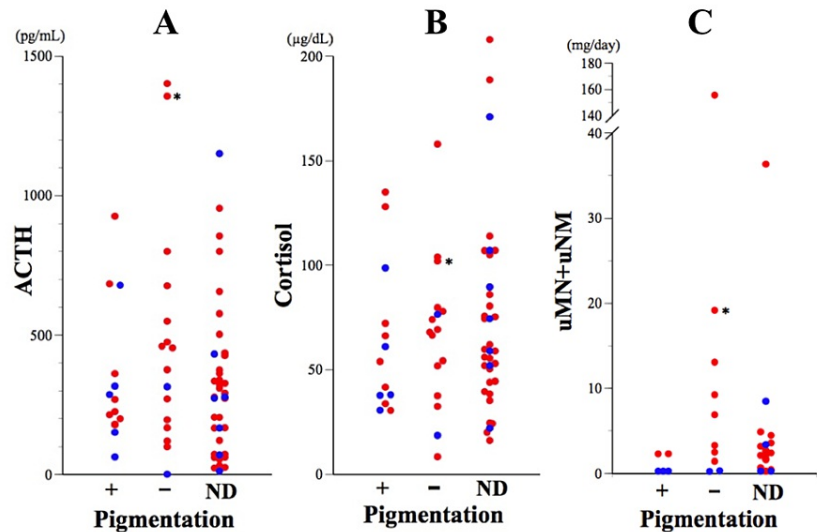 A
(pg/mL)
1500
1000
500
0
ACTH
*
+
−
ND
Pigmentation
B
(μg/dL)
200
150
100
50
0
Cortisol
*
+
−
ND
Pigmentation
C
(mg/day)
180
160
140
40
30
20
10
0
uMN+uNM
*
+
−
ND
Pigmentation